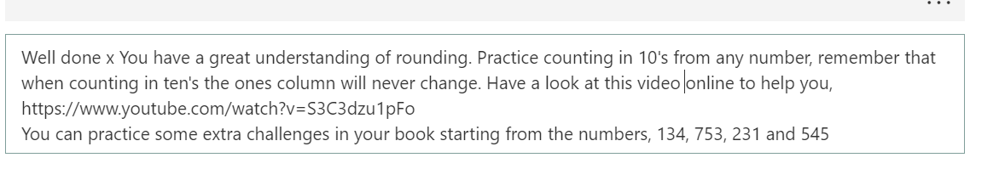 Well done x You have a great understanding of rounding. Practice counting in 10's from any number, remember that
when counting in ten's the ones column will never change. Have a look at this video online to help you,
https://www.youtube.com/watch?v=S3C3dzu1pFo
You can practice some extra challenges in your book starting from the numbers, 134, 753, 231 and 545